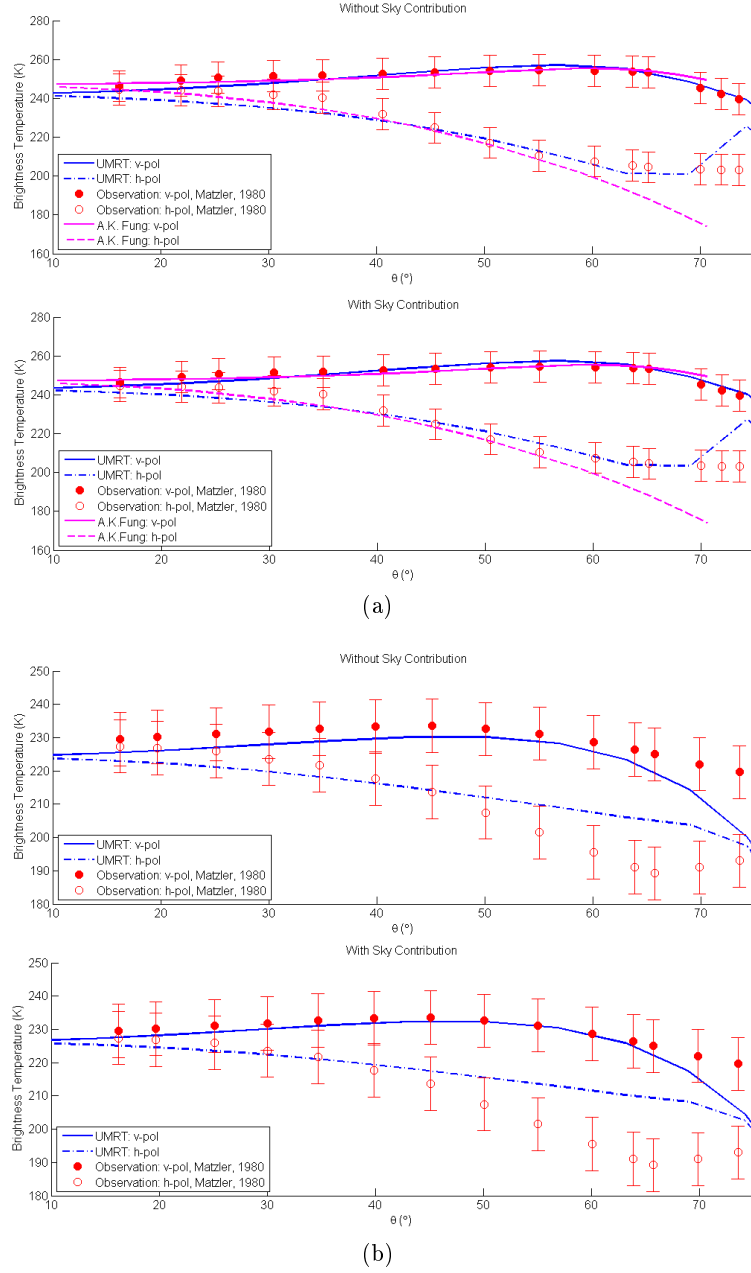 Without Sky Contribution
Brightness Temperature (K)
280
260
240
220
200
180
160
UMRT: v-pol
UMRT: h-pol
Observation: v-pol, Matzler, 1980
Observation: h-pol, Matzler, 1980
A.K. Fung: v-pol
A.K. Fung: h-pol
10 20 30 40 50 60 70
θ (°)
With Sky Contribution
Brightness Temperature (K)
280
260
240
220
200
180
160
UMRT: v-pol
UMRT: h-pol
Observation: v-pol, Matzler, 1980
Observation: h-pol, Matzler, 1980
A.K.Fung: v-pol
A.K.Fung: h-pol
10 20 30 40 50 60 70
θ (°)
(a)
Without Sky Contribution
Brightness Temperature (K)
250
240
230
220
210
200
190
180
UMRT: v-pol
UMRT: h-pol
Observation: v-pol, Matzler, 1980
Observation: h-pol, Matzler, 1980
10 20 30 40 50 60 70
θ (°)
With Sky Contribution
Brightness Temperature (K)
250
240
230
220
210
200
190
180
UMRT: v-pol
UMRT: h-pol
Observation: v-pol, Matzler, 1980
Observation: h-pol, Matzler, 1980
10 20 30 40 50 60 70
θ (°)
(b)